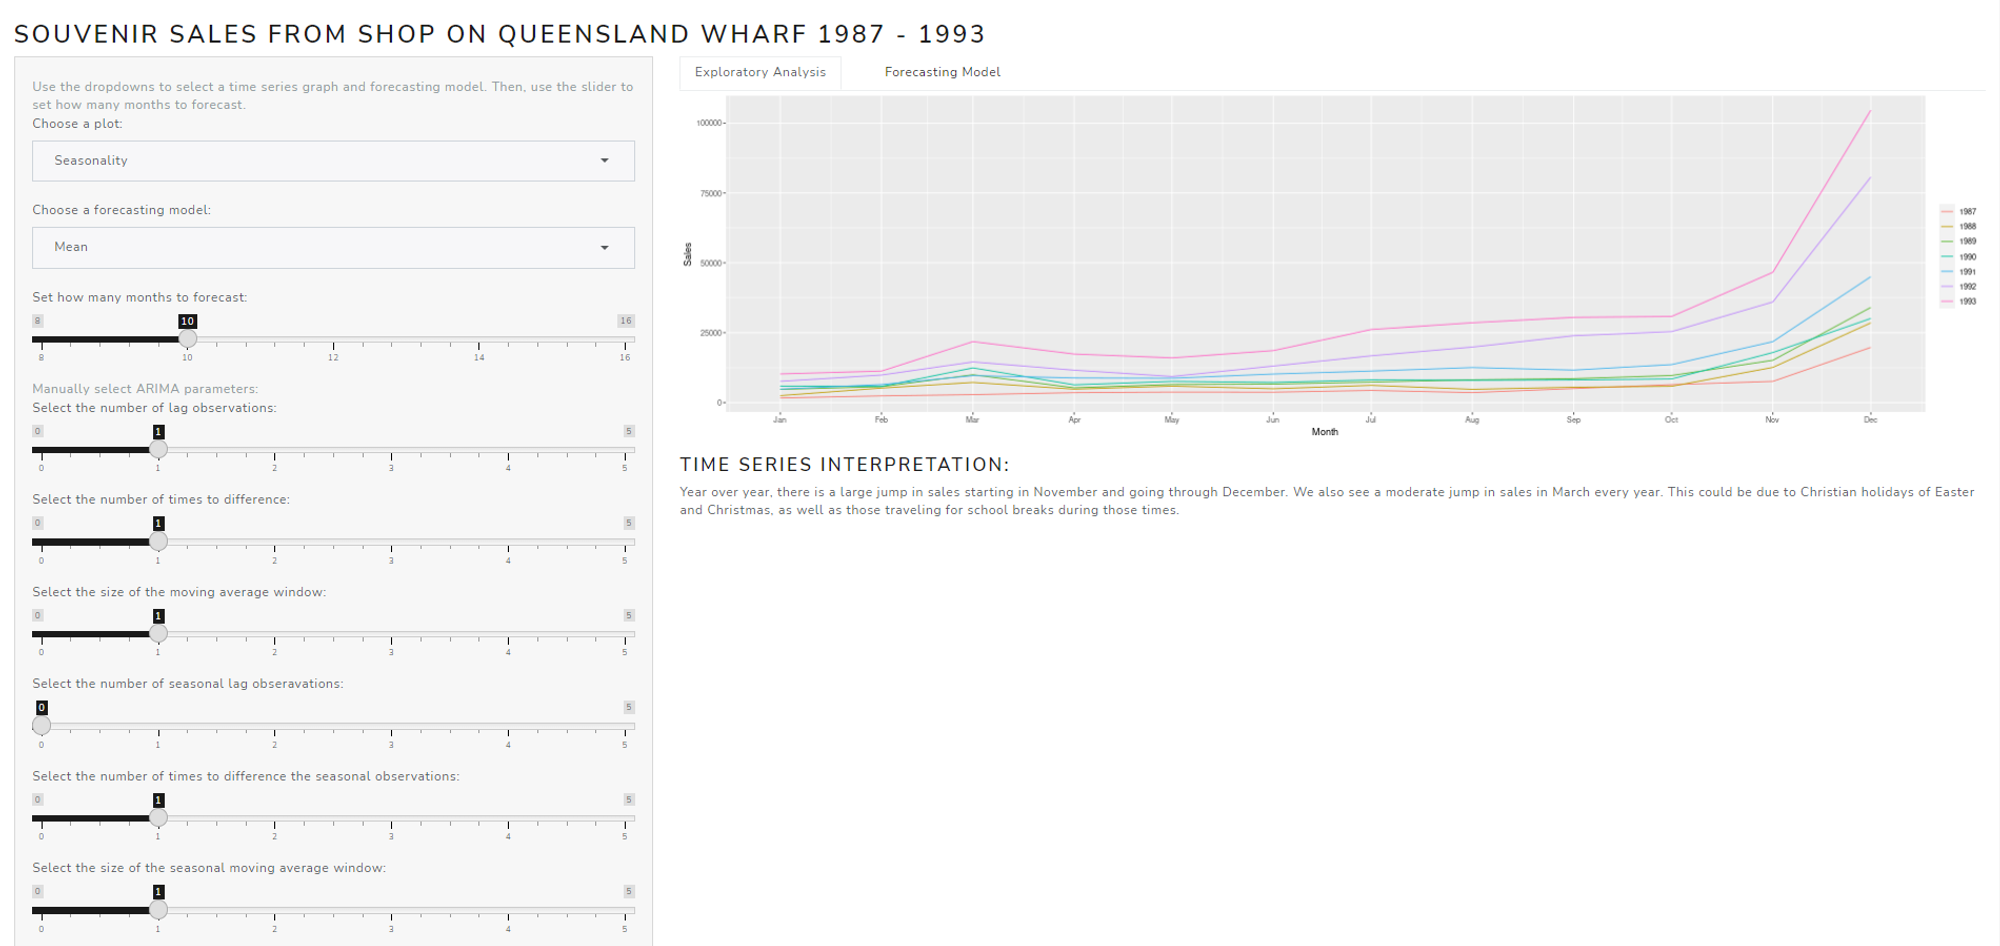 SOUVENIR SALES FROM SHOP ON QUEENSLAND WHARF 1987 - 1993
Use the dropdowns to select a time series graph and forecasting model. Then, use the slider to
set how many months to forecast.
Choose a plot:
Seasonality
Choose a forecasting model:
Mean
Set how many months to forecast:
8 10 16
8 10 12 14 16
Manually select ARIMA parameters:
Select the number of lag observations:
0 1 5
0 1 2 3 4 5
Select the number of times to difference:
0 1 5
0 1 2 3 4 5
Select the size of the moving average window:
0 1 5
0 1 2 3 4 5
Select the number of seasonal lag obseravations:
0 5
0 1 2 3 4 5
Select the number of times to difference the seasonal observations:
0 1 5
0 1 2 3 4 5
Select the size of the seasonal moving average window:
0 1 5
0 1 2 3 4 5
Exploratory Analysis Forecasting Model
100000
75000
50000
25000
0
Sales
Jan Feb Mar Apr May Jun Jul Aug Sep Oct Nov Dec
Month
1987
1988
1989
1990
1991
1992
1993
TIME SERIES INTERPRETATION:
Year over year, there is a large jump in sales starting in November and going through December. We also see a moderate jump in sales in March every year. This could be due to Christian holidays of Easter
and Christmas, as well as those traveling for school breaks during those times.